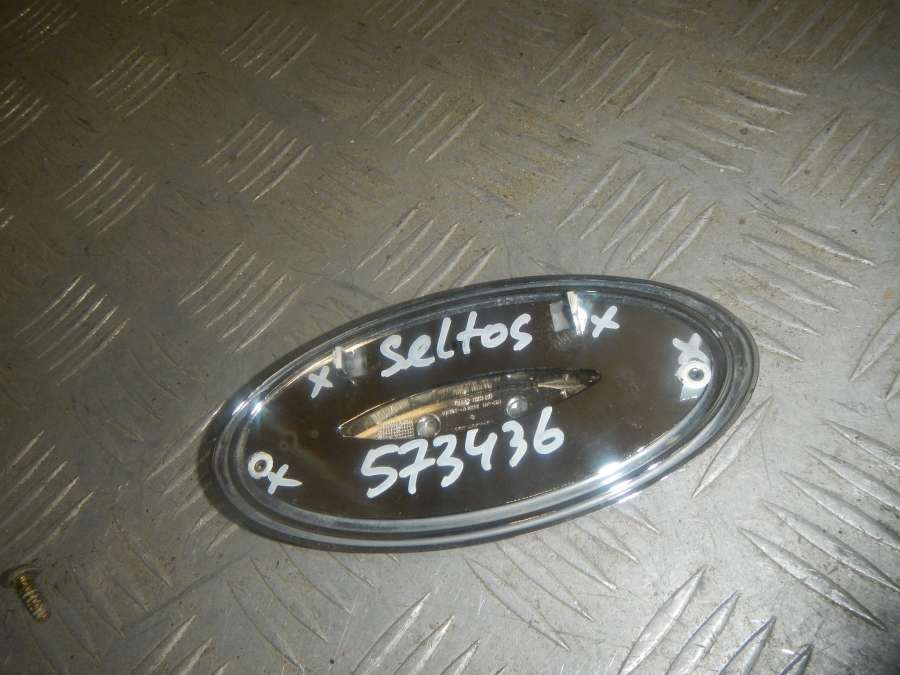 x Seltos x
x
573436
x